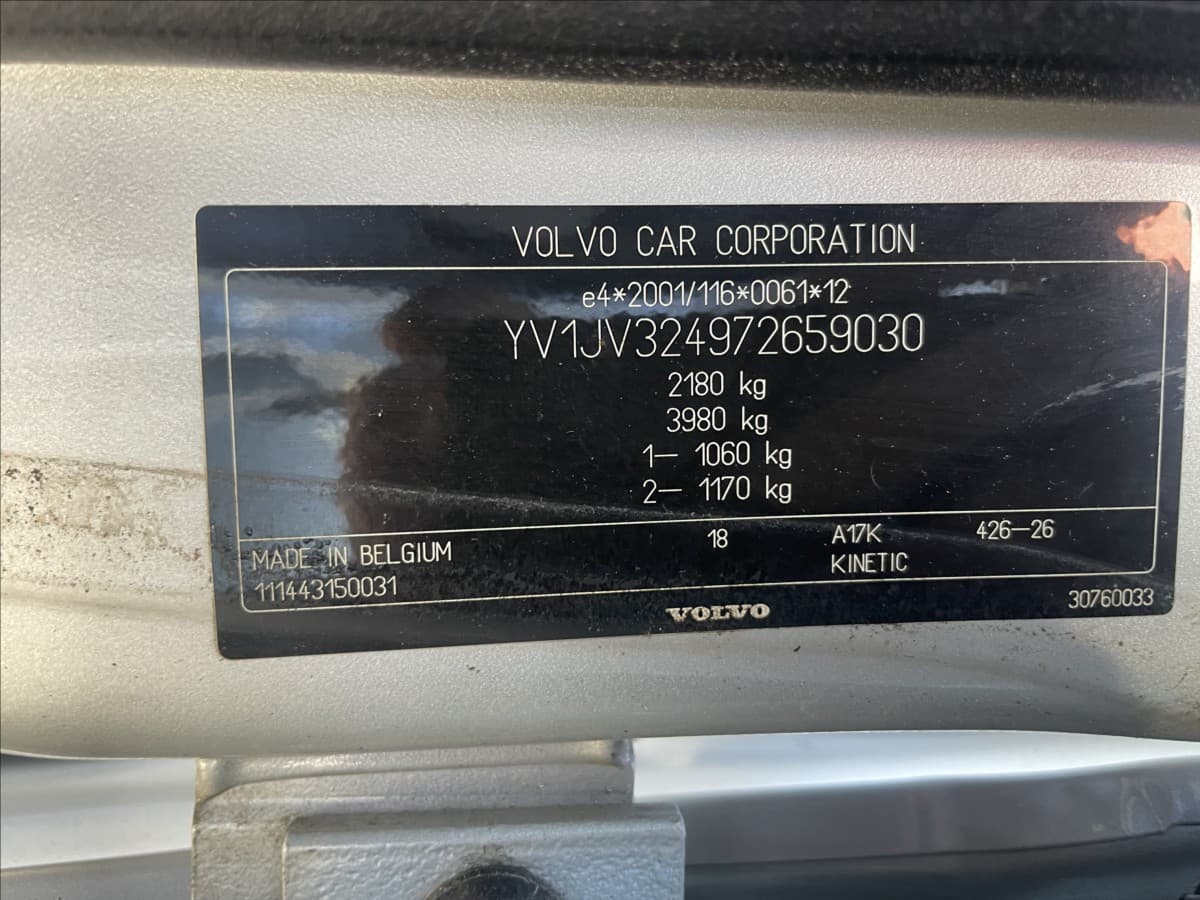 VOLVO CAR CORPORATION
e4*2001/116*0061*12
YV1JV324972659030
2180 kg
3980 kg
1— 1060 kg
2— 1170 kg
MADE IN BELGIUM 18 A17K 426—26
111443150031 KINETIC
VOLVO 30760033